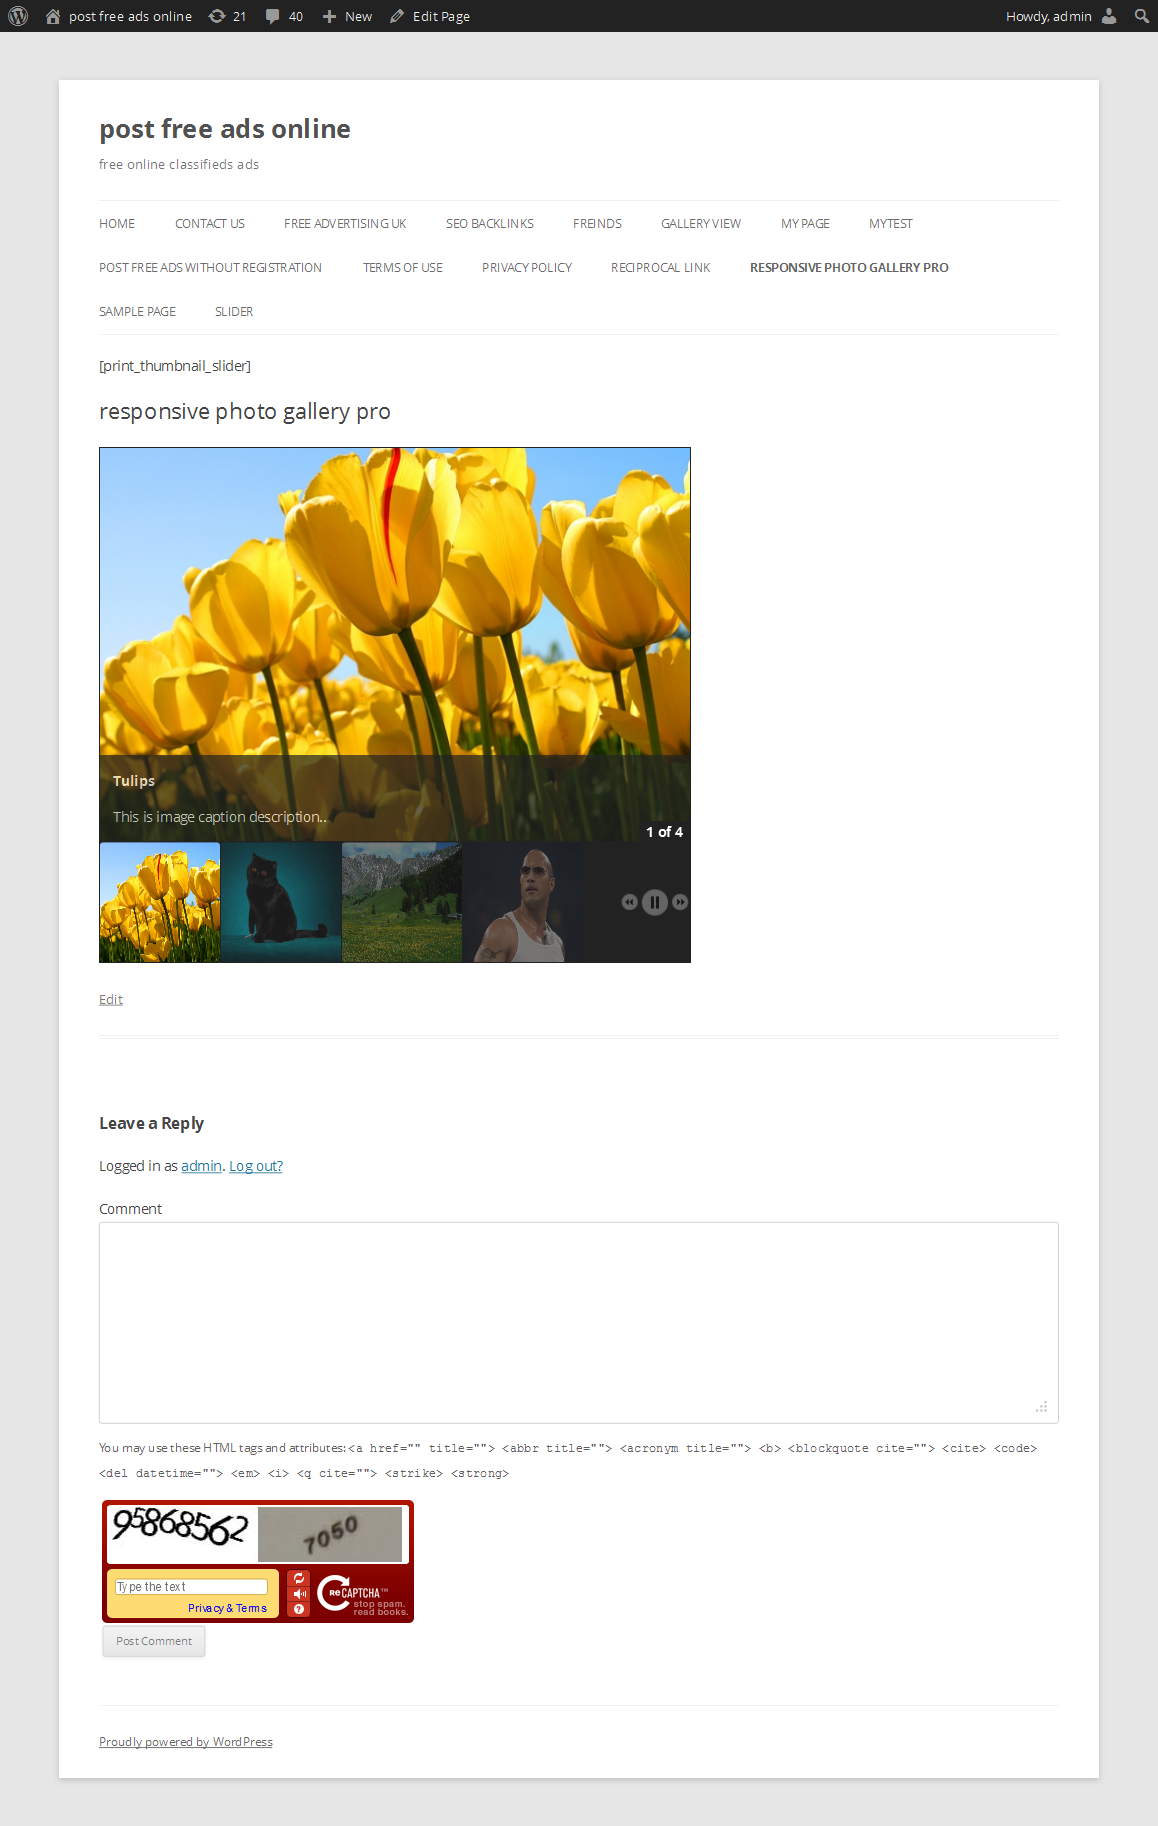 post free ads online 21 40 New Edit Page Howdy, admin
post free ads online
free online classifieds ads
HOME CONTACT US FREE ADVERTISING UK SEO BACKLINKS FREINDS GALLERY VIEW MY PAGE MYTEST
POST FREE ADS WITHOUT REGISTRATION TERMS OF USE PRIVACY POLICY RECIPROCAL LINK RESPONSIVE PHOTO GALLERY PRO
SAMPLE PAGE SLIDER
[print_thumbnail_slider]
responsive photo gallery pro
Tulips
This is image caption description..
1 of 4
Edit
Leave a Reply
Logged in as admin. Log out?
Comment
You may use these HTML tags and attributes: <a href="" title=""> <abbr title=""> <acronym title=""> <b> <blockquote cite=""> <cite> <code>
<del datetime=""> <em> <i> <q cite=""> <strike> <strong>
95868562 7050
Type the text
Privacy & Terms
ReCAPTCHA™
stop spam.
read books.
Post Comment
Proudly powered by WordPress